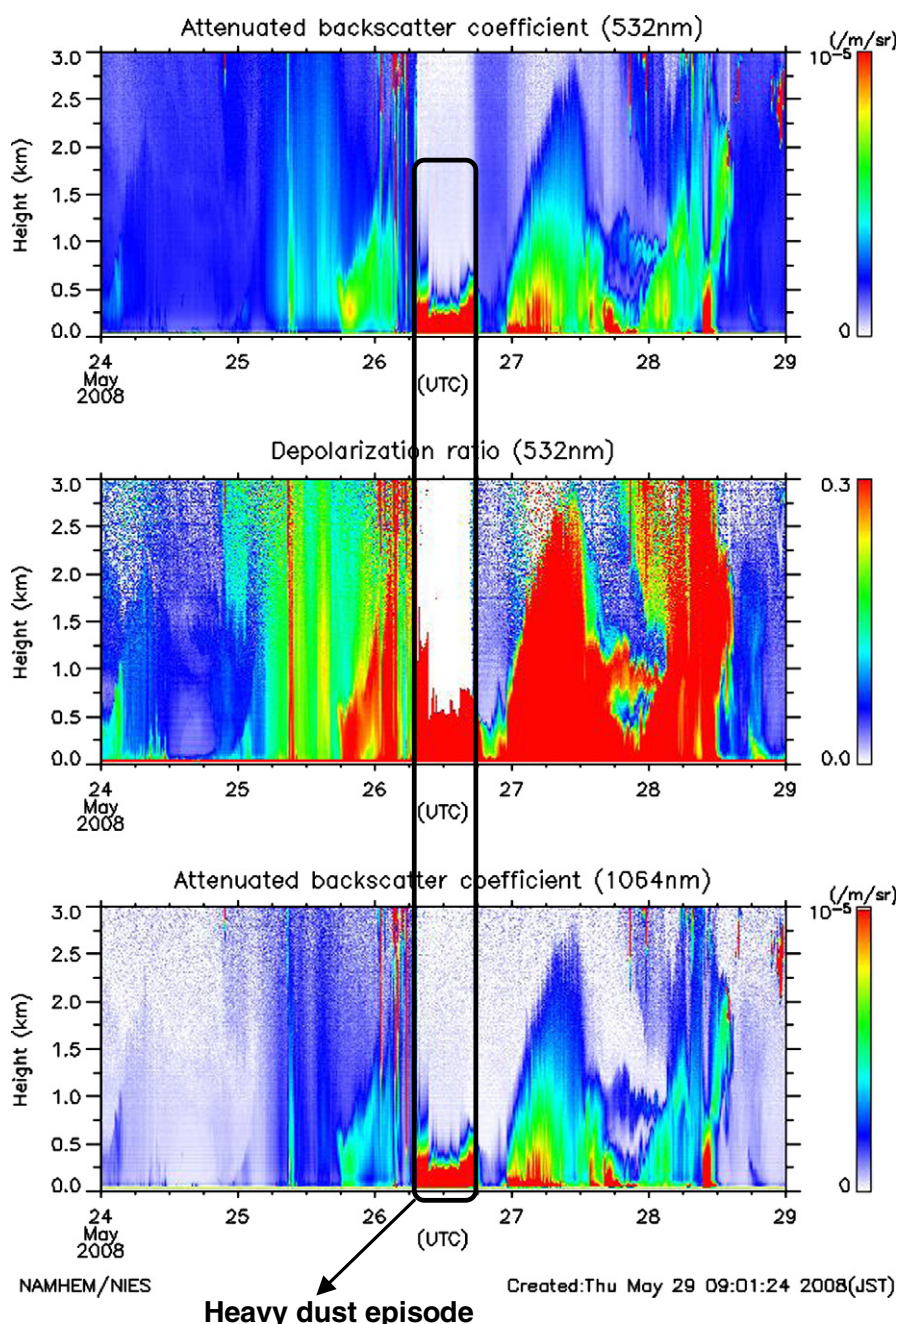 Attenuated backscatter coefficient (532nm)
(/m/sr)
10-5
3.0
2.5
2.0
1.5
1.0
0.5
0.0
Height (km)
0
24 25 26 27 28 29
May
2008
(UTC)
Depolarization ratio (532nm)
3.0
2.5
2.0
1.5
1.0
0.5
0.0
Height (km)
0.3
0.0
24 25 26 27 28 29
May
2008
(UTC)
Attenuated backscatter coefficient (1064nm)
(/m/sr)
10-5
3.0
2.5
2.0
1.5
1.0
0.5
0.0
Height (km)
0
24 25 26 27 28 29
May
2008
(UTC)
NAMHEM/NIES Created:Thu May 29 09:01:24 2008(JST)
Heavy dust episode